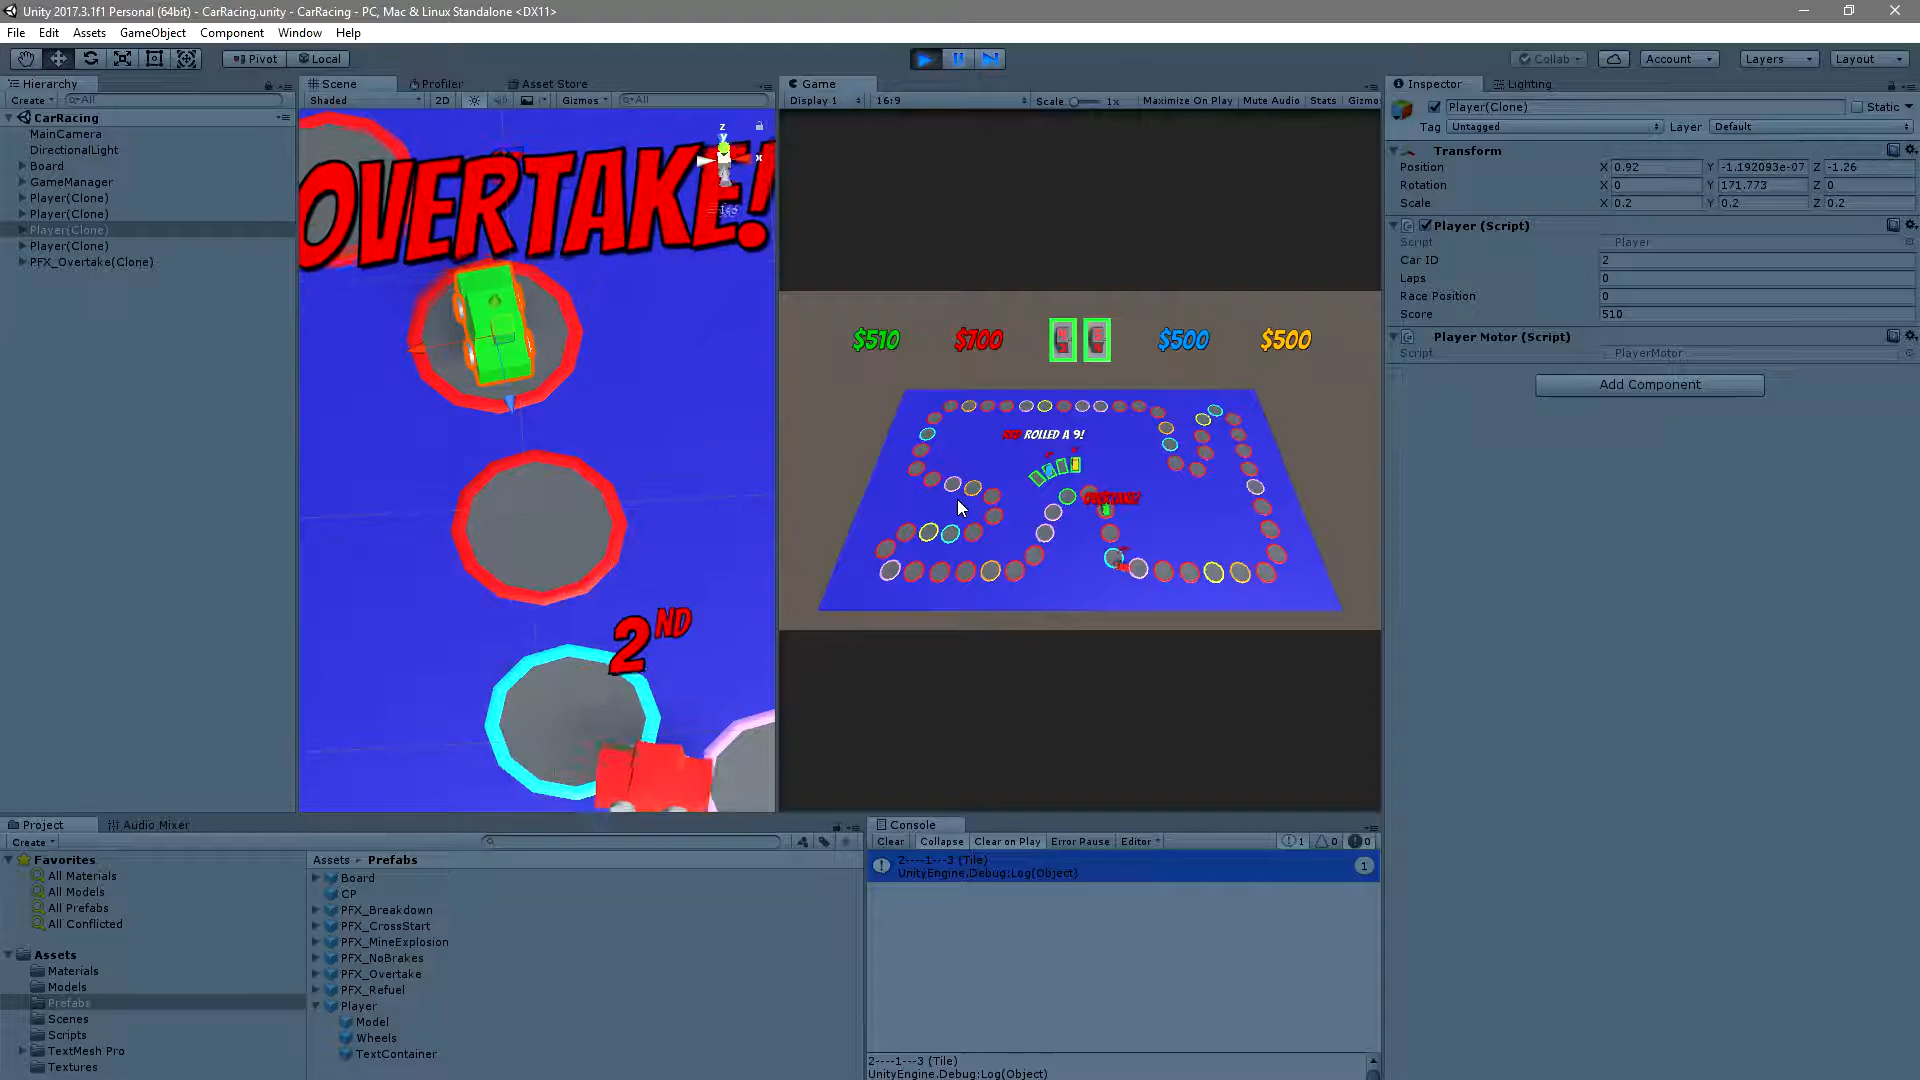 Unity 2017.3.1f1 Personal (64bit) - CarRacing.unity - CarRacing - PC, Mac & Linux Standalone <DX11>
File Edit Assets GameObject Component Window Help
Pivot Local Collab Account Layers Layout
Hierarchy
Create All
CarRacing
MainCamera
DirectionalLight
Board
GameManager
Player(Clone)
Player(Clone)
Player(Clone)
Player(Clone)
PFX_Overtake(Clone)
Scene Profiler Asset Store
Shaded 2D Gizmos All
z
y
x
OVERTAKE!
2ND
Game
Display 1 16:9 Scale 1x Maximize On Play Mute Audio Stats Gizmos
$510 $700 $500 $500
RED ROLLED A 9!
OVERTAKE!
Inspector Lighting
Player(Clone) Static
Tag Untagged Layer Default
Transform
Position X 0.92 Y -1.192093e-07 Z -1.26
Rotation X 0 Y 171.773 Z 0
Scale X 0.2 Y 0.2 Z 0.2
Player (Script)
Script Player
Car ID 2
Laps 0
Race Position 0
Score 510
Player Motor (Script)
Script PlayerMotor
Add Component
Project Audio Mixer
Create
Favorites
All Materials
All Models
All Prefabs
All Conflicted
Assets
Materials
Models
Prefabs
Scenes
Scripts
TextMesh Pro
Textures
Assets Prefabs
Board
CP
PFX_Breakdown
PFX_CrossStart
PFX_MineExplosion
PFX_NoBrakes
PFX_Overtake
PFX_Refuel
Player
Model
Wheels
TextContainer
Console
Clear Collapse Clear on Play Error Pause Editor 1 0 0
2----1---3 (Tile)
UnityEngine.Debug:Log(Object)
1
2----1---3 (Tile)
UnityEngine.Debug:Log(Object)